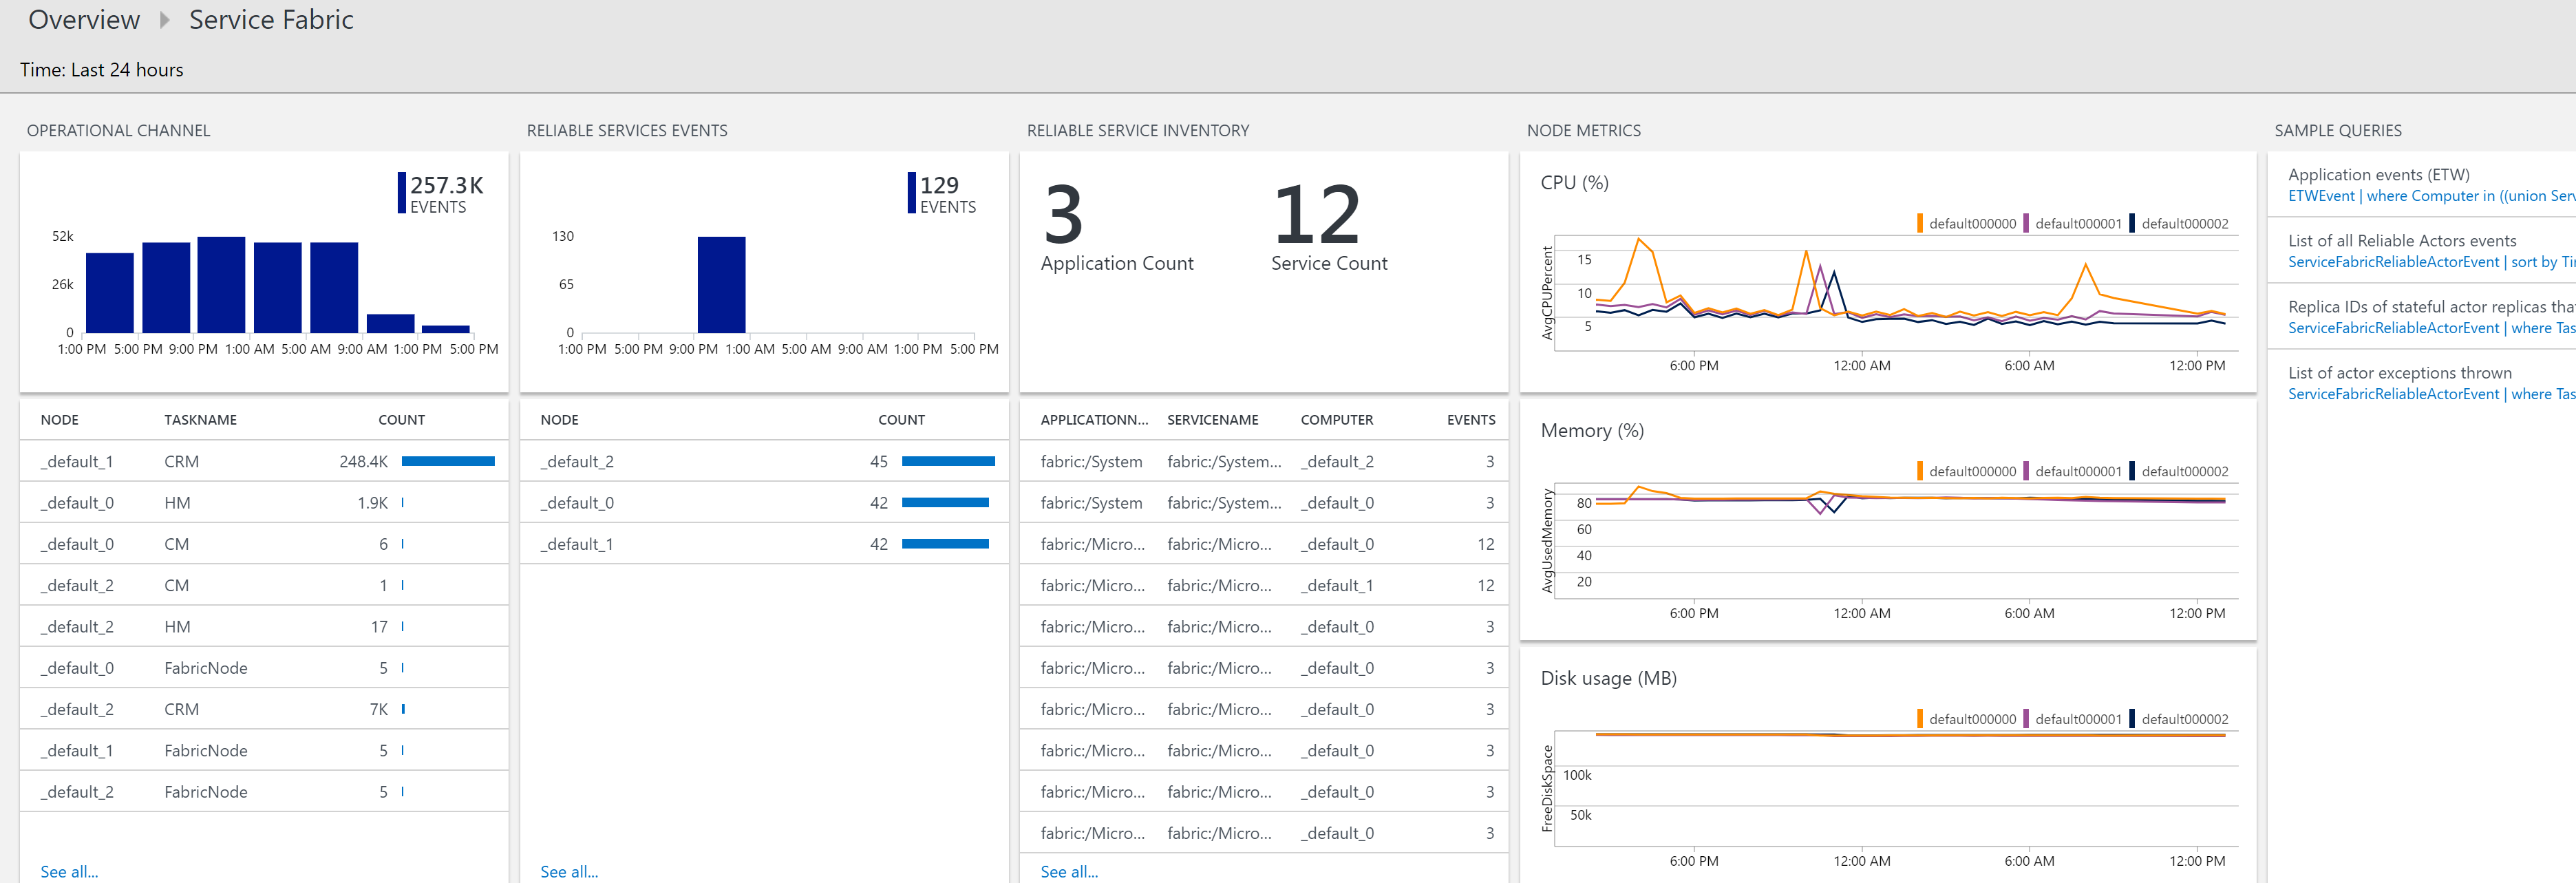 Overview Service Fabric
Time: Last 24 hours
OPERATIONAL CHANNEL
257.3K
EVENTS
52k
26k
0
1:00 PM 5:00 PM 9:00 PM 1:00 AM 5:00 AM 9:00 AM 1:00 PM 5:00 PM
NODE TASKNAME COUNT
_default_1 CRM 248.4K
_default_0 HM 1.9K
_default_0 CM 6
_default_2 CM 1
_default_2 HM 17
_default_0 FabricNode 5
_default_2 CRM 7K
_default_1 FabricNode 5
_default_2 FabricNode 5
See all...
RELIABLE SERVICES EVENTS
129
EVENTS
130
65
0
1:00 PM 5:00 PM 9:00 PM 1:00 AM 5:00 AM 9:00 AM 1:00 PM 5:00 PM
NODE COUNT
_default_2 45
_default_0 42
_default_1 42
See all...
RELIABLE SERVICE INVENTORY
3 12
Application Count Service Count
APPLICATIONN... SERVICENAME COMPUTER EVENTS
fabric:/System fabric:/System... _default_2 3
fabric:/System fabric:/System... _default_0 3
fabric:/Micro... fabric:/Micro... _default_0 12
fabric:/Micro... fabric:/Micro... _default_1 12
fabric:/Micro... fabric:/Micro... _default_0 3
fabric:/Micro... fabric:/Micro... _default_0 3
fabric:/Micro... fabric:/Micro... _default_0 3
fabric:/Micro... fabric:/Micro... _default_0 3
fabric:/Micro... fabric:/Micro... _default_0 3
fabric:/Micro... fabric:/Micro... _default_0 3
See all...
NODE METRICS
CPU (%)
default000000 default000001 default000002
AvgCPUPercent
15
10
5
6:00 PM 12:00 AM 6:00 AM 12:00 PM
Memory (%)
default000000 default000001 default000002
AvgUsedMemory
80
60
40
20
6:00 PM 12:00 AM 6:00 AM 12:00 PM
Disk usage (MB)
default000000 default000001 default000002
FreeDiskSpace
100k
50k
6:00 PM 12:00 AM 6:00 AM 12:00 PM
SAMPLE QUERIES
Application events (ETW)
ETWEvent | where Computer in ((union Serv
List of all Reliable Actors events
ServiceFabricReliableActorEvent | sort by Ti
Replica IDs of stateful actor replicas tha
ServiceFabricReliableActorEvent | where Tas
List of actor exceptions thrown
ServiceFabricReliableActorEvent | where Tas